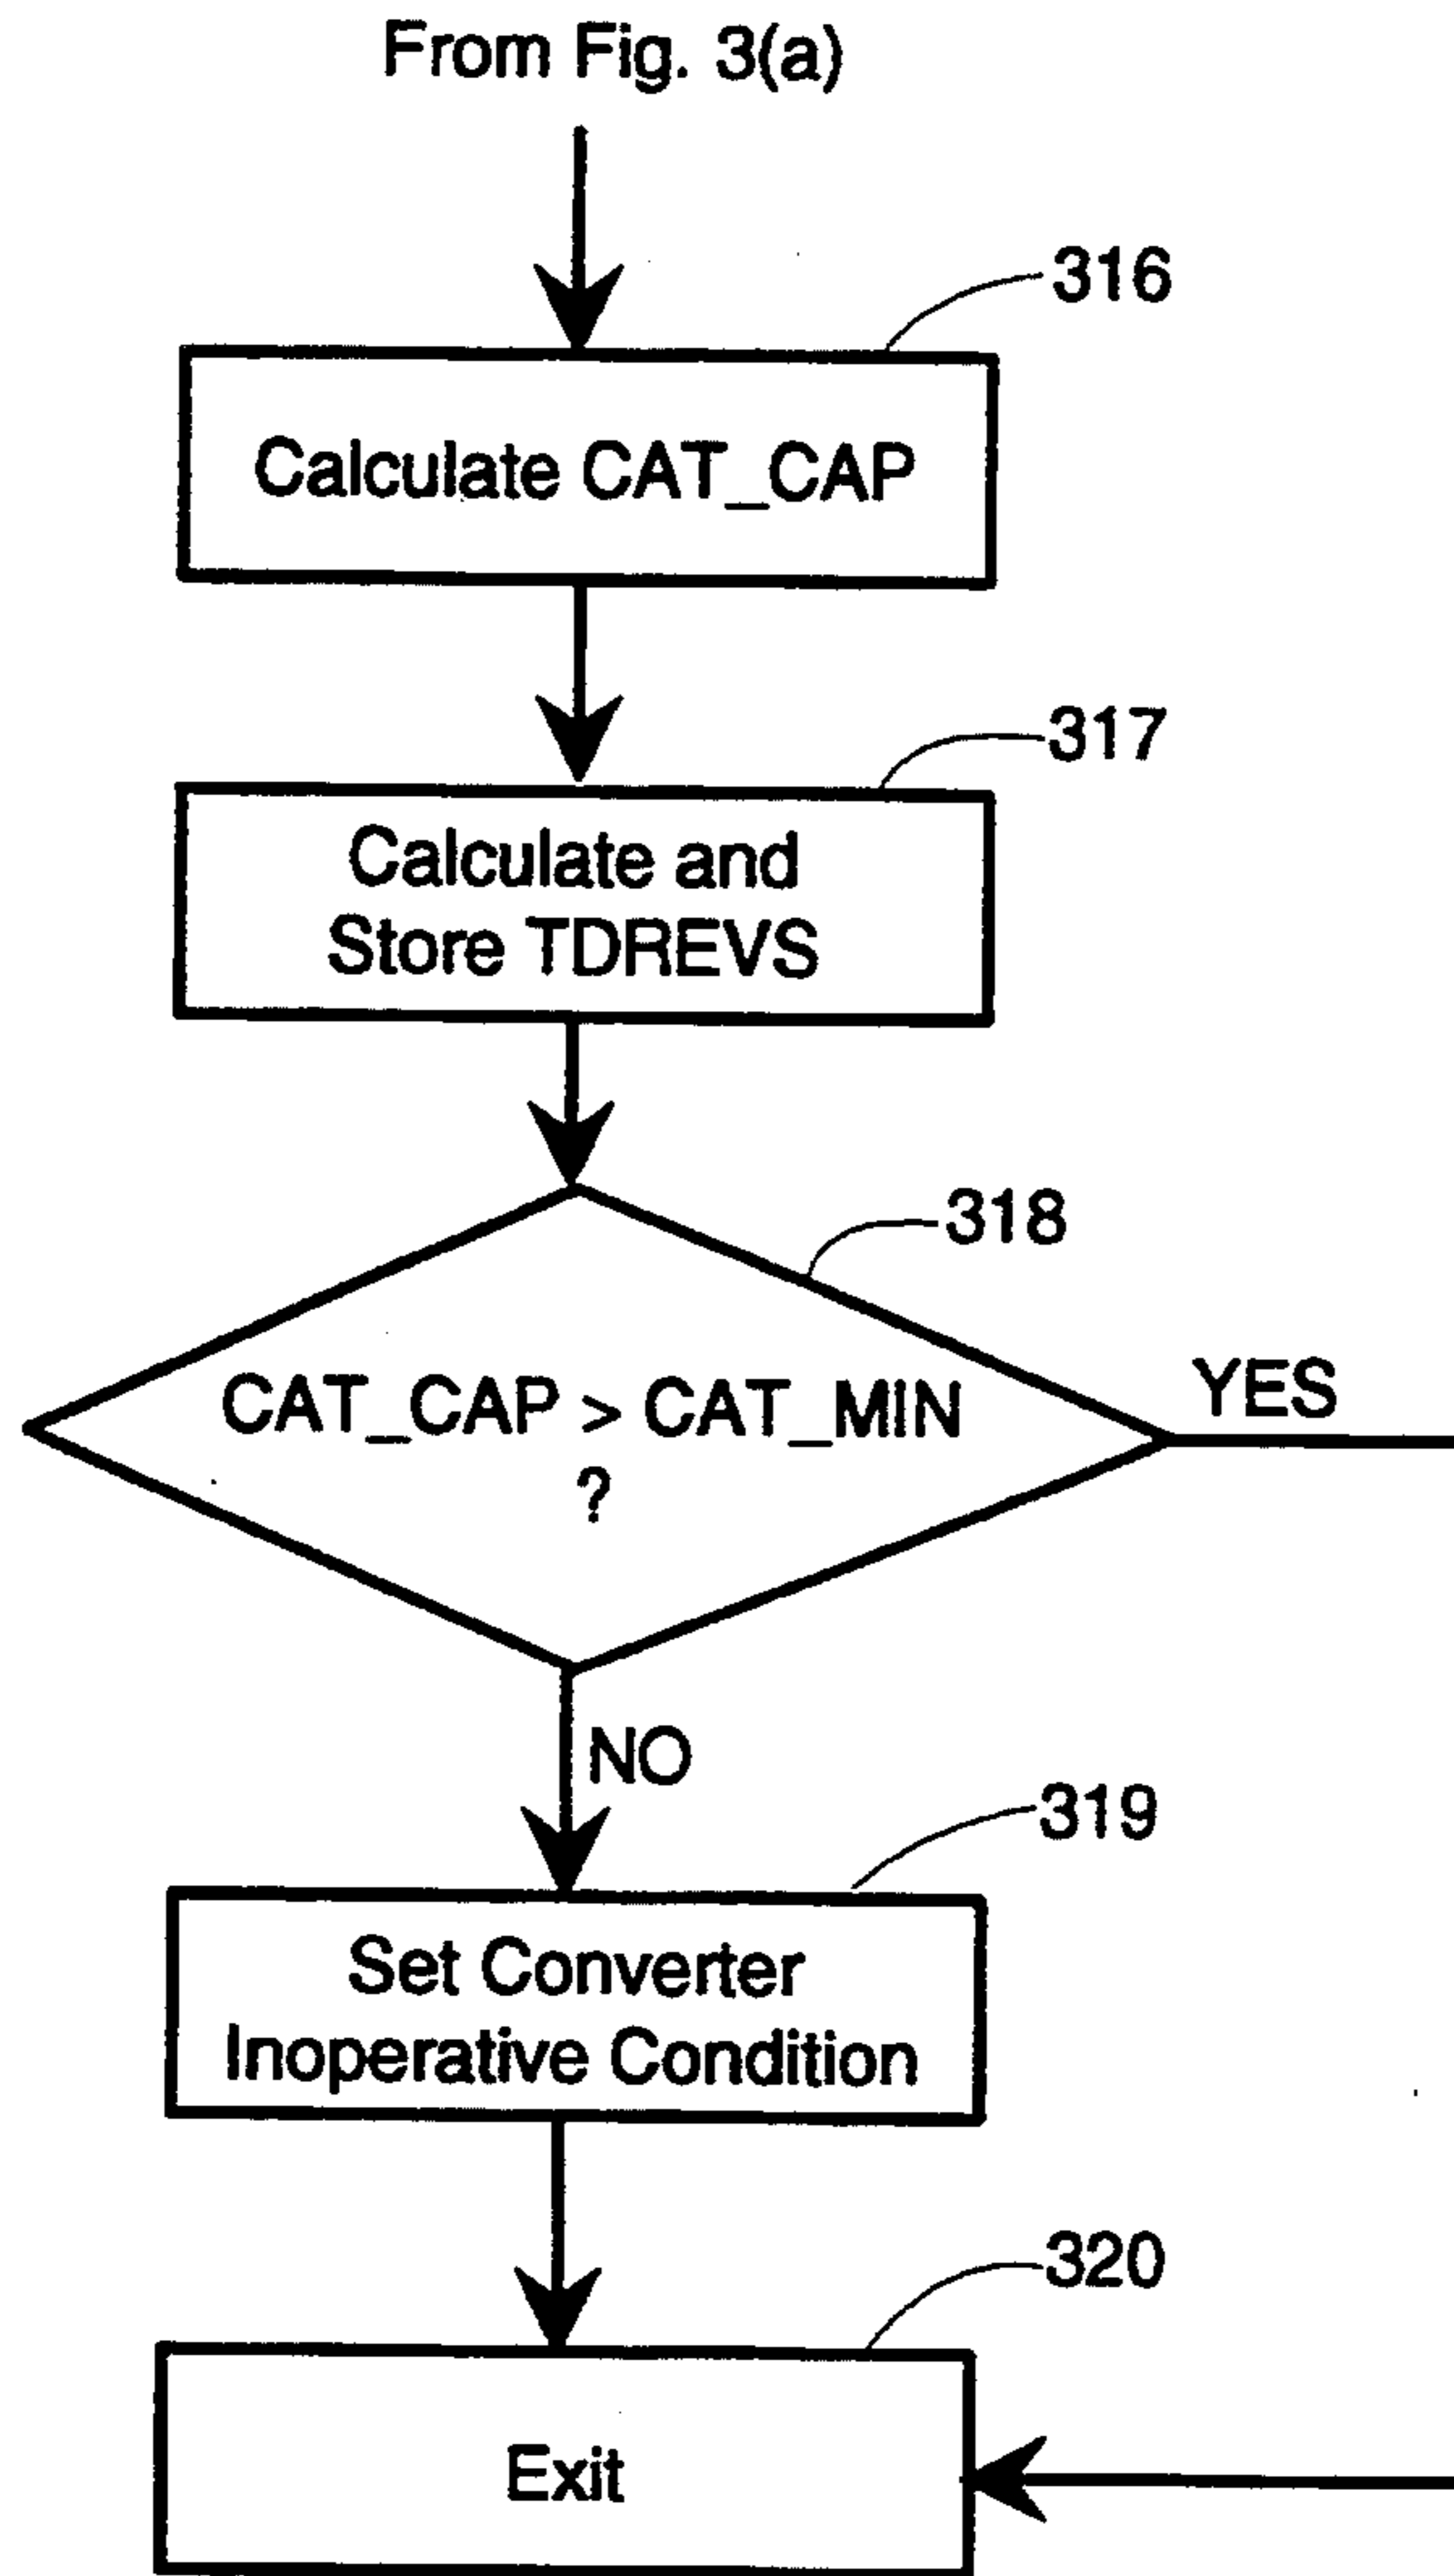 From Fig. 3(a)
316
Calculate CAT_CAP
317
Calculate and
Store TDREVS
318
CAT_CAP > CAT_MIN
?
YES
NO
319
Set Converter
Inoperative Condition
320
Exit